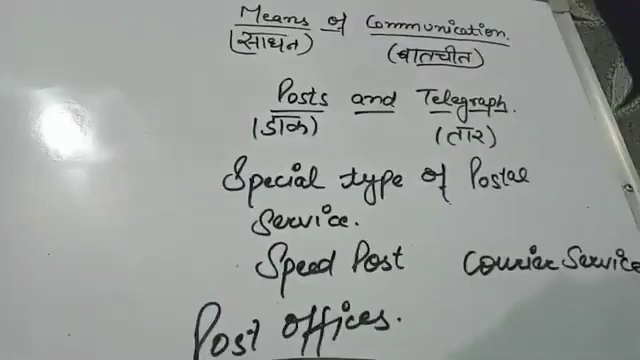 Means of Communication.
(साधन) (बातचीत)
Posts and Telegraph.
(डाक) (तार)
Special type of Postal
Service.
Speed Post Courier Service
Post offices.